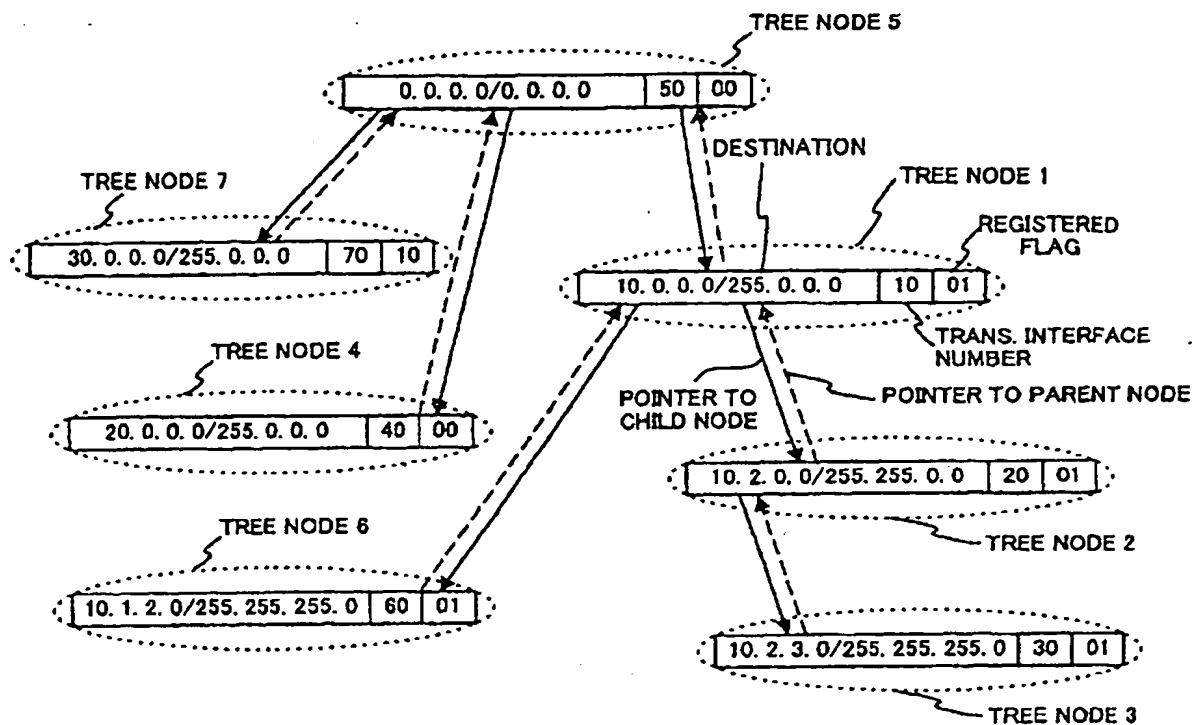 TREE NODE 5
0. 0. 0. 0/0. 0. 0. 0 50 00
DESTINATION
TREE NODE 7
TREE NODE 1
30. 0. 0. 0/255. 0. 0. 0 70 10
REGISTERED
FLAG
10. 0. 0. 0/255. 0. 0. 0 10 01
TREE NODE 4
TRANS. INTERFACE
NUMBER
POINTER TO
CHILD NODE
POINTER TO PARENT NODE
20. 0. 0. 0/255. 0. 0. 0 40 00
10. 2. 0. 0/255. 255. 0. 0 20 01
TREE NODE 6
TREE NODE 2
10. 1. 2. 0/255. 255. 255. 0 60 01
10. 2. 3. 0/255. 255. 255. 0 30 01
TREE NODE 3